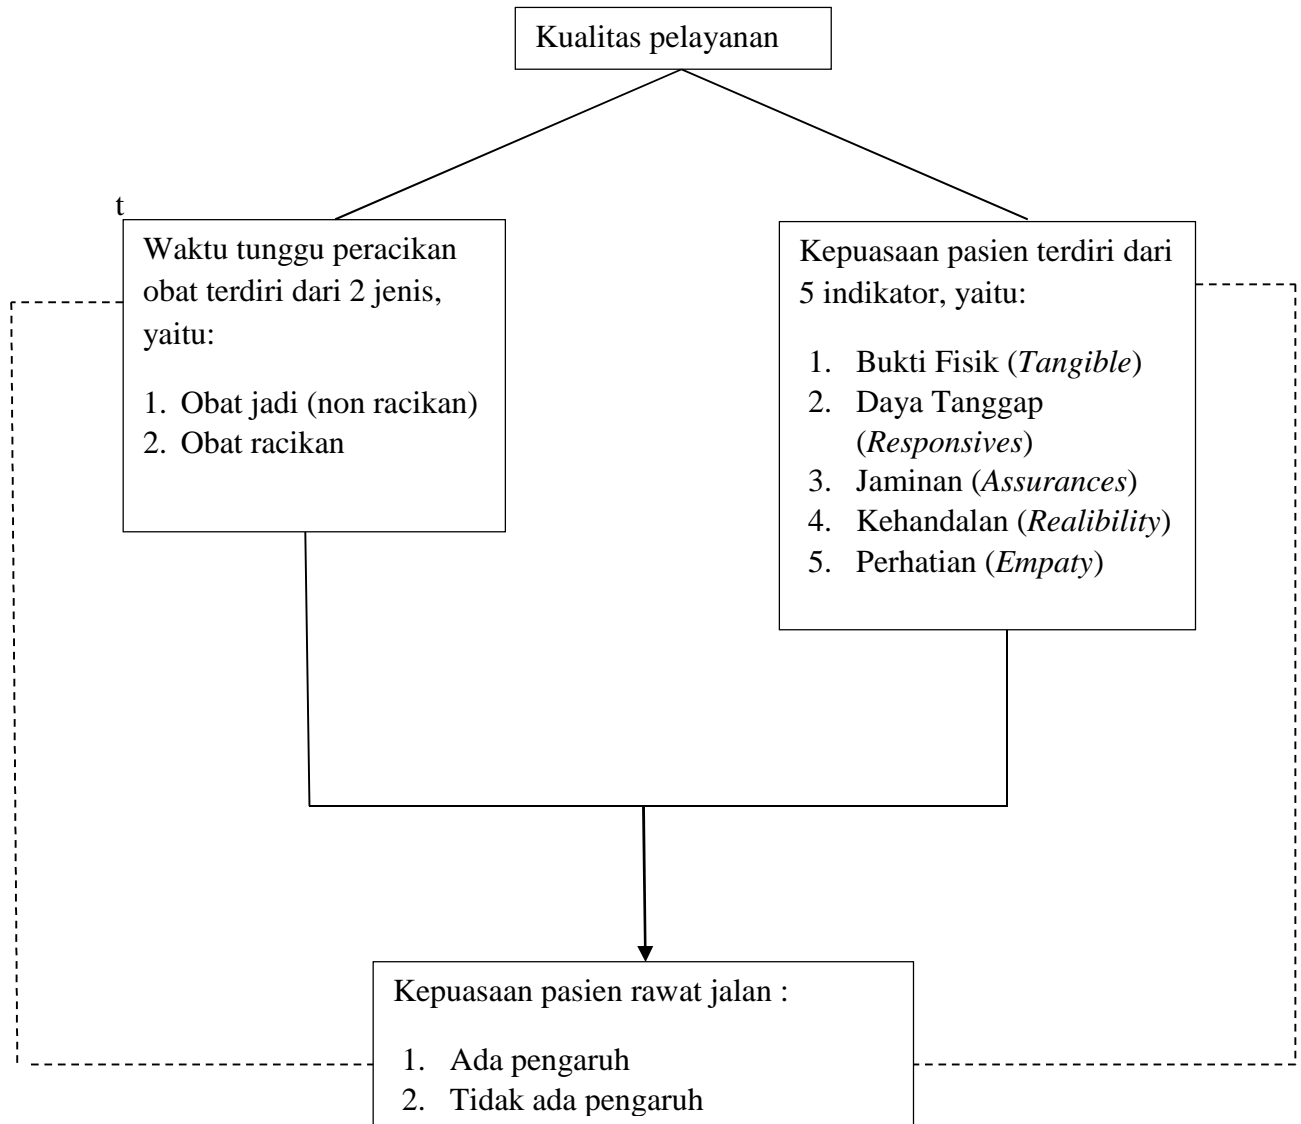 Kualitas pelayanan
t
Waktu tunggu peracikan
obat terdiri dari 2 jenis,
yaitu:
1. Obat jadi (non racikan)
2. Obat racikan
Kepuasaan pasien terdiri dari
5 indikator, yaitu:
1. Bukti Fisik (Tangible)
2. Daya Tanggap
(Responsives)
3. Jaminan (Assurances)
4. Kehandalan (Realibility)
5. Perhatian (Empaty)
Kepuasaan pasien rawat jalan :
1. Ada pengaruh
2. Tidak ada pengaruh